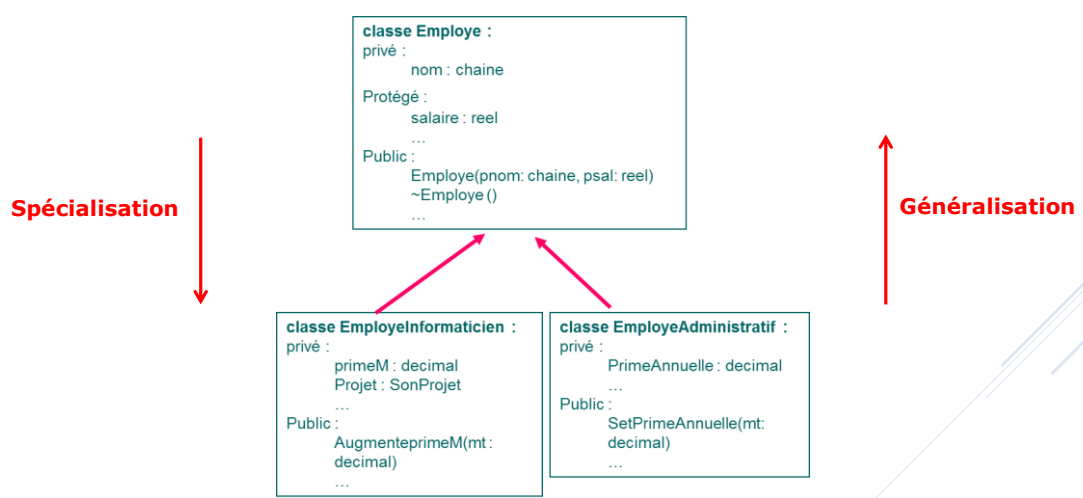 classe Employe :
privé :
nom : chaine
Protégé :
salaire : reel
...
Public :
Employe(pnom: chaine, psal: reel)
~Employe ()
...
Spécialisation
Généralisation
classe EmployeInformaticien :
privé :
primeM : decimal
Projet : SonProjet
...
Public :
AugmenteprimeM(mt :
decimal)
...
classe EmployeAdministratif :
privé :
PrimeAnnuelle : decimal
...
Public :
SetPrimeAnnuelle(mt:
decimal)
...